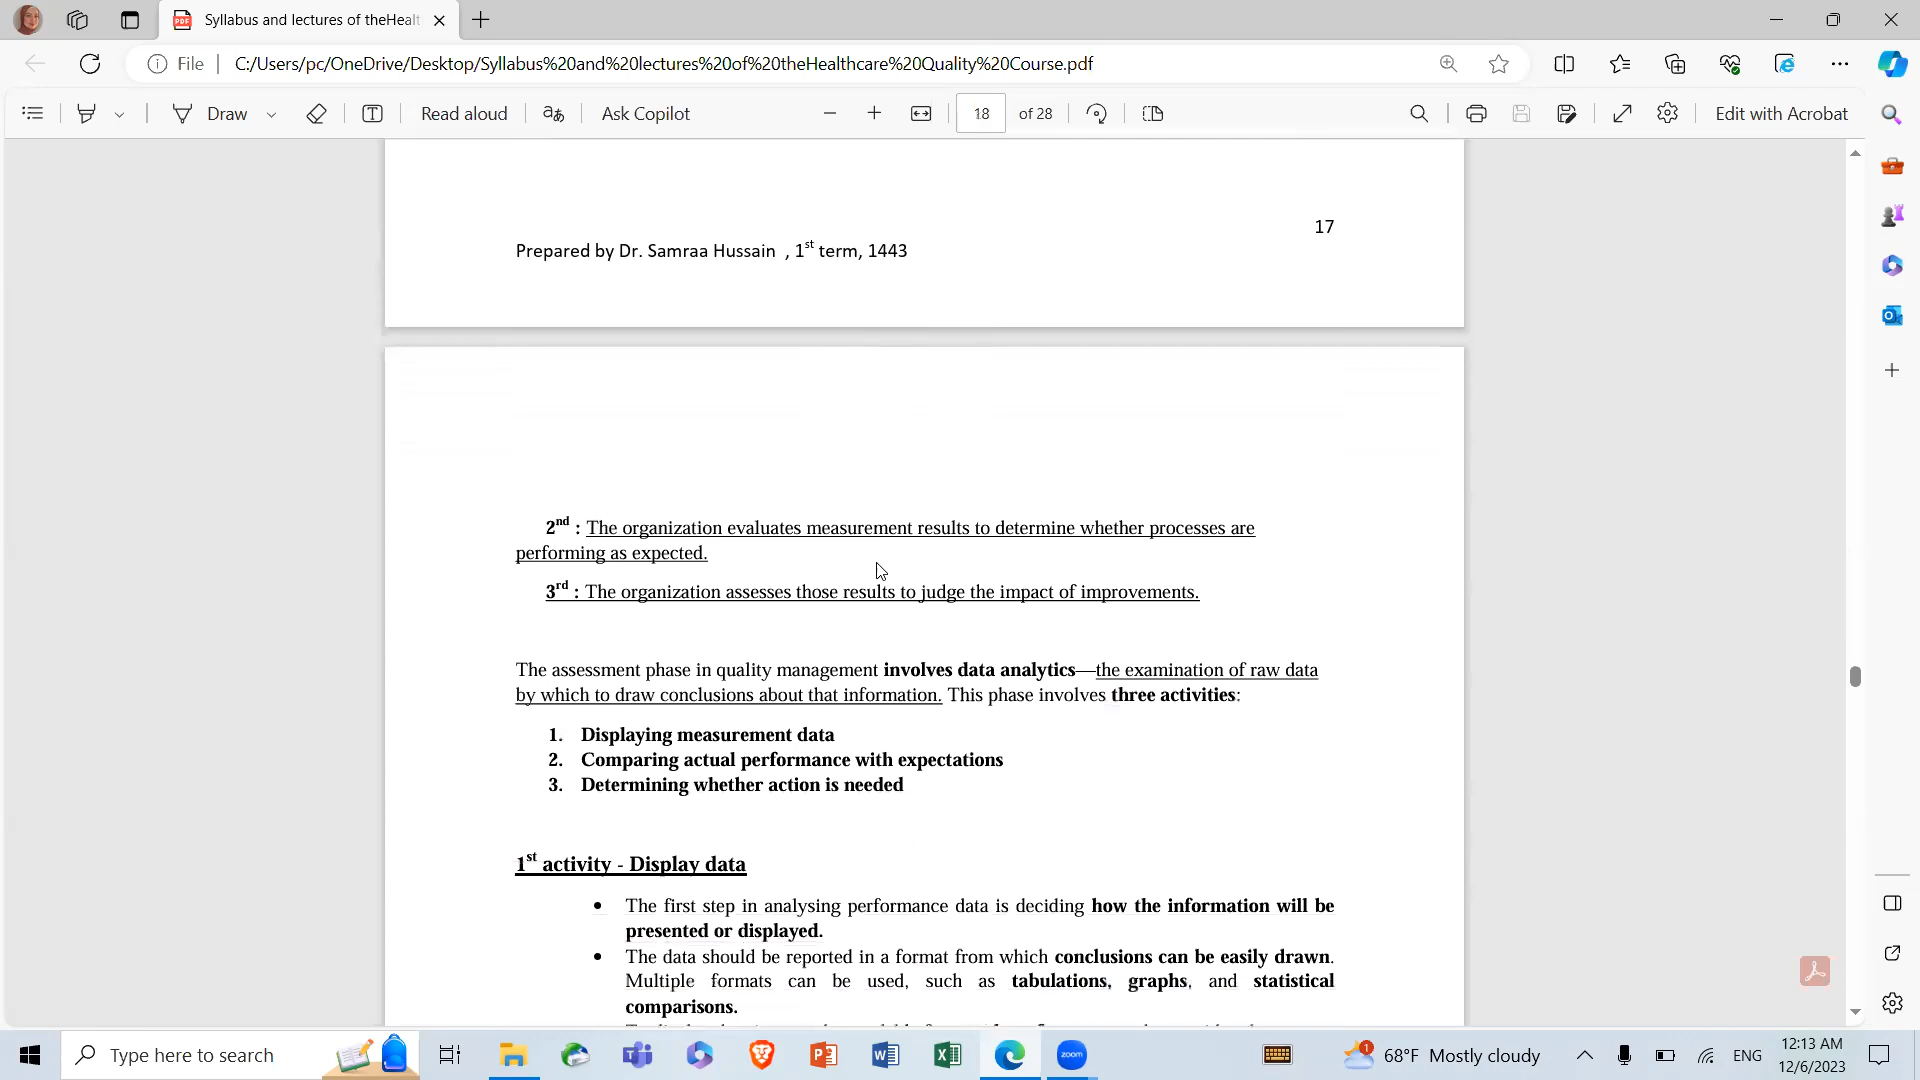 Syllabus and lectures of theHealt
File
C:/Users/pc/OneDrive/Desktop/Syllabus%20and%20lectures%20of%20theHealthcare%20Quality%20Course.pdf
Draw
Read aloud
aあ
Ask Copilot
18 of 28
Edit with Acrobat
17
Prepared by Dr. Samraa Hussain , 1st term, 1443
2nd : The organization evaluates measurement results to determine whether processes are
performing as expected.
3rd : The organization assesses those results to judge the impact of improvements.
The assessment phase in quality management involves data analytics—the examination of raw data
by which to draw conclusions about that information. This phase involves three activities:
1. Displaying measurement data
2. Comparing actual performance with expectations
3. Determining whether action is needed
1st activity - Display data
• The first step in analysing performance data is deciding how the information will be
presented or displayed.
• The data should be reported in a format from which conclusions can be easily drawn.
Multiple formats can be used, such as tabulations, graphs, and statistical
comparisons.
Type here to search
zoom
68°F Mostly cloudy
ENG
12:13 AM
12/6/2023